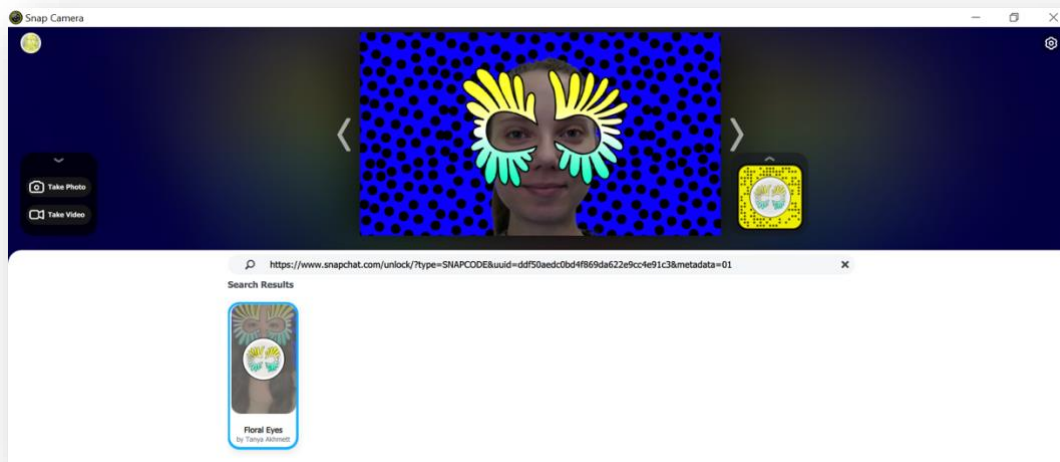 Snap Camera
Take Photo
Take Video
https://www.snapchat.com/unlock/?type=SNAPCODE&uuid=ddf50aedc0bd4f869da622e9cc4e91c3&metadata=01
Search Results
Floral Eyes
by Tanya Akhmett